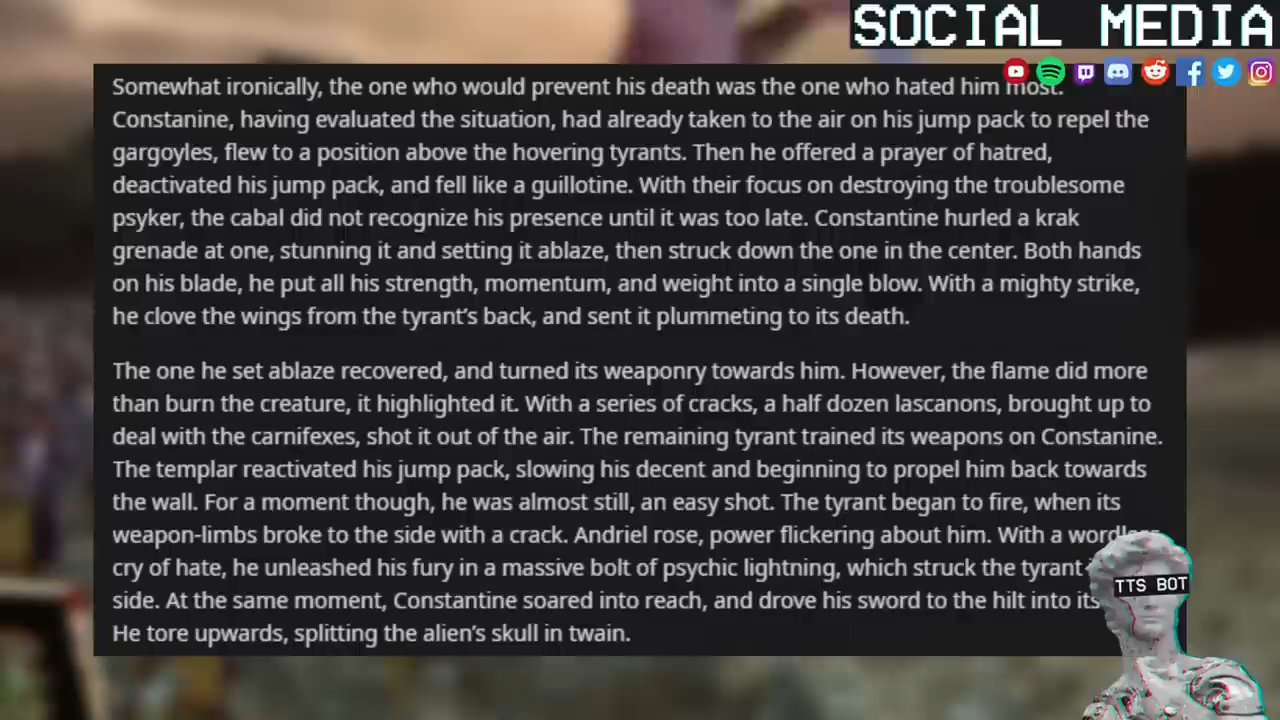 SOCIAL MEDIA
Somewhat ironically, the one who would prevent his death was the one who hated him most.
Constanine, having evaluated the situation, had already taken to the air on his jump pack to repel the
gargoyles, flew to a position above the hovering tyrants. Then he offered a prayer of hatred,
deactivated his jump pack, and fell like a guillotine. With their focus on destroying the troublesome
psyker, the cabal did not recognize his presence until it was too late. Constantine hurled a krak
grenade at one, stunning it and setting it ablaze, then struck down the one in the center. Both hands
on his blade, he put all his strength, momentum, and weight into a single blow. With a mighty strike,
he clove the wings from the tyrant's back, and sent it plummeting to its death.
The one he set ablaze recovered, and turned its weaponry towards him. However, the flame did more
than burn the creature, it highlighted it. With a series of cracks, a half dozen lascanons, brought up to
deal with the carnifexes, shot it out of the air. The remaining tyrant trained its weapons on Constanine.
The templar reactivated his jump pack, slowing his decent and beginning to propel him back towards
the wall. For a moment though, he was almost still, an easy shot. The tyrant began to fire, when its
weapon-limbs broke to the side with a crack. Andriel rose, power flickering about him. With a
cry of hate, he unleashed his fury in a massive bolt of psychic lightning, which struck the tyrant
side. At the same moment, Constantine soared into reach, and drove his sword to the hilt into its
He tore upwards, splitting the alien's skull in twain.
TTS BOT